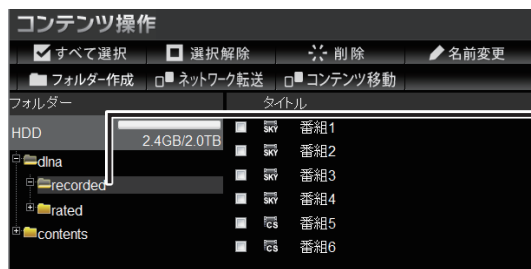 コンテンツ操作
すべて選択 選択解除 削除 名前変更
フォルダー作成 ネットワーク転送 コンテンツ移動
フォルダー タイトル
HDD 2.4GB/2.0TB
dlna
recorded
rated
contents
SKY 番組1
SKY 番組2
SKY 番組3
SKY 番組4
CS 番組5
CS 番組6